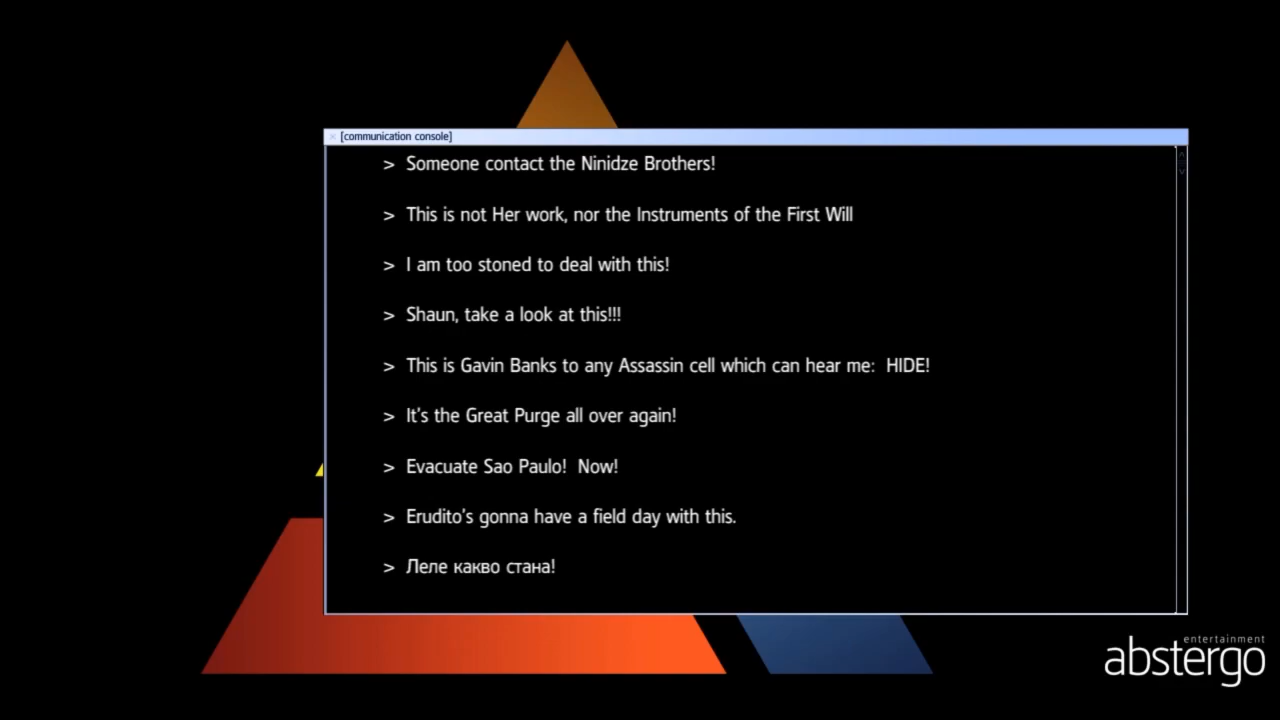 [communication console]
> Someone contact the Ninidze Brothers!
> This is not Her work, nor the Instruments of the First Will
> I am too stoned to deal with this!
> Shaun, take a look at this!!!
> This is Gavin Banks to any Assassin cell which can hear me:  HIDE!
> It's the Great Purge all over again!
> Evacuate Sao Paulo!  Now!
> Erudito's gonna have a field day with this.
> Леле какво стана!
entertainment
abstergo